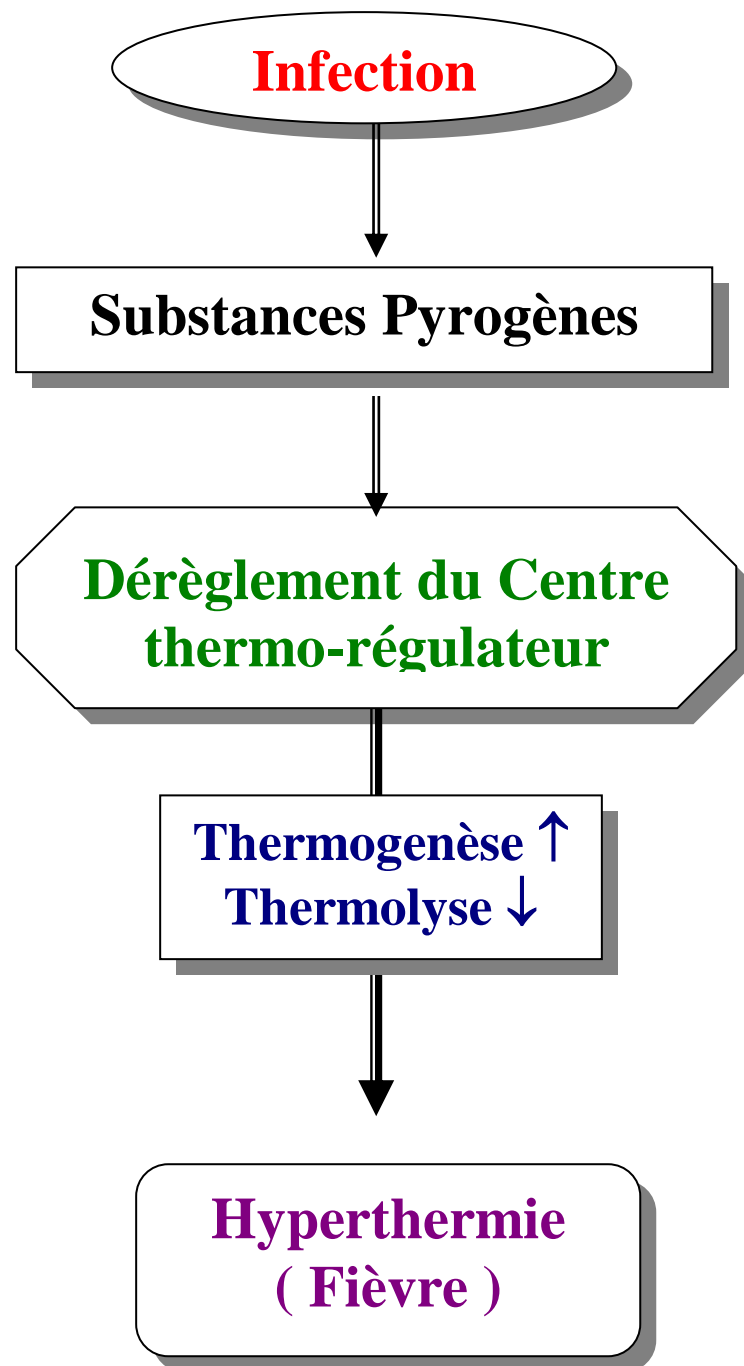 Infection
Substances Pyrogènes
Dérèglement du Centre
thermo-régulateur
Thermogenèse ↑
Thermolyse ↓
Hyperthermie
( Fièvre )